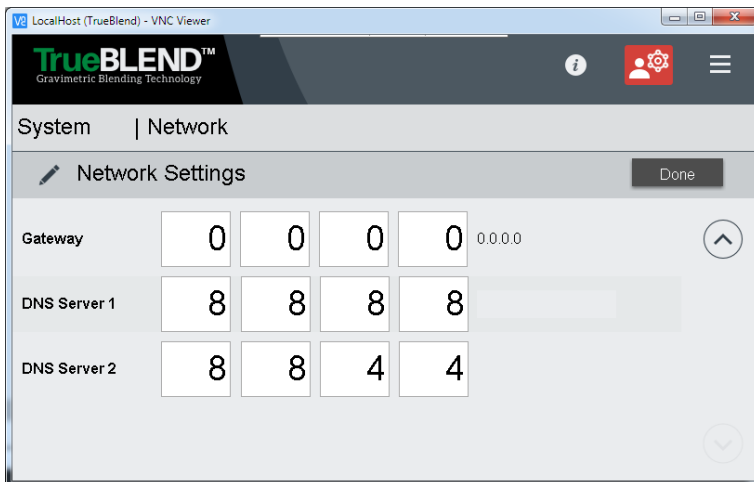 LocalHost (TrueBlend) - VNC Viewer
TrueBLEND™
Gravimetric Blending Technology
System | Network
Network Settings Done
Gateway 0 0 0 0 0.0.0.0
DNS Server 1 8 8 8 8
DNS Server 2 8 8 4 4